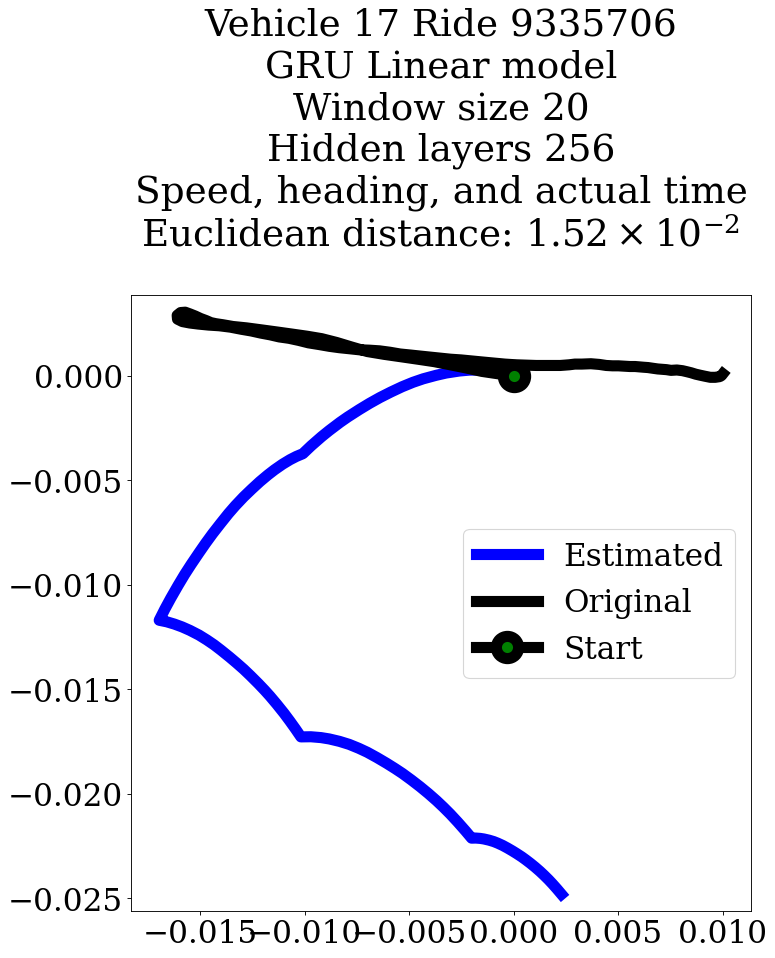 Vehicle 17 Ride 9335706
GRU Linear model
Window size 20
Hidden layers 256
Speed, heading, and actual time
Euclidean distance: 1.52 × 10⁻²
0.000
−0.005
−0.010
−0.015
−0.020
−0.025
Estimated
Original
Start
−0.015 −0.010 −0.005 0.000 0.005 0.010